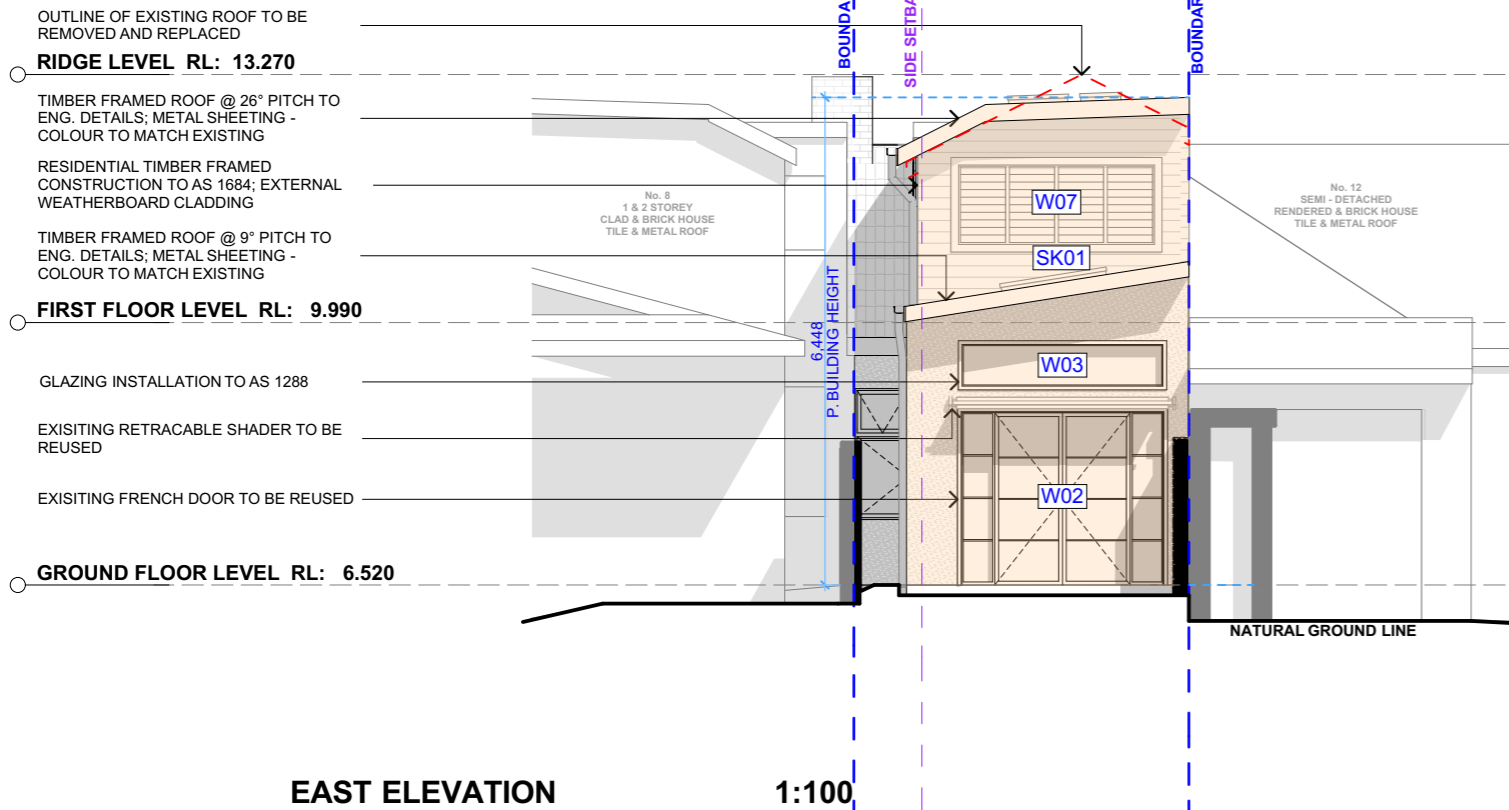 OUTLINE OF EXISTING ROOF TO BE
REMOVED AND REPLACED
RIDGE LEVEL RL: 13.270
TIMBER FRAMED ROOF @ 26° PITCH TO
ENG. DETAILS; METAL SHEETING -
COLOUR TO MATCH EXISTING
RESIDENTIAL TIMBER FRAMED
CONSTRUCTION TO AS 1684; EXTERNAL
WEATHERBOARD CLADDING
TIMBER FRAMED ROOF @ 9° PITCH TO
ENG. DETAILS; METAL SHEETING -
COLOUR TO MATCH EXISTING
FIRST FLOOR LEVEL RL: 9.990
GLAZING INSTALLATION TO AS 1288
EXISITING RETRACABLE SHADER TO BE
REUSED
EXISITING FRENCH DOOR TO BE REUSED
GROUND FLOOR LEVEL RL: 6.520
No. 8
1 & 2 STOREY
CLAD & BRICK HOUSE
TILE & METAL ROOF
6,448
P. BUILDING HEIGHT
BOUNDA
SIDE SETBA
BOUNDAR
W07
SK01
W03
W02
No. 12
SEMI - DETACHED
RENDERED & BRICK HOUSE
TILE & METAL ROOF
NATURAL GROUND LINE
EAST ELEVATION 1:100